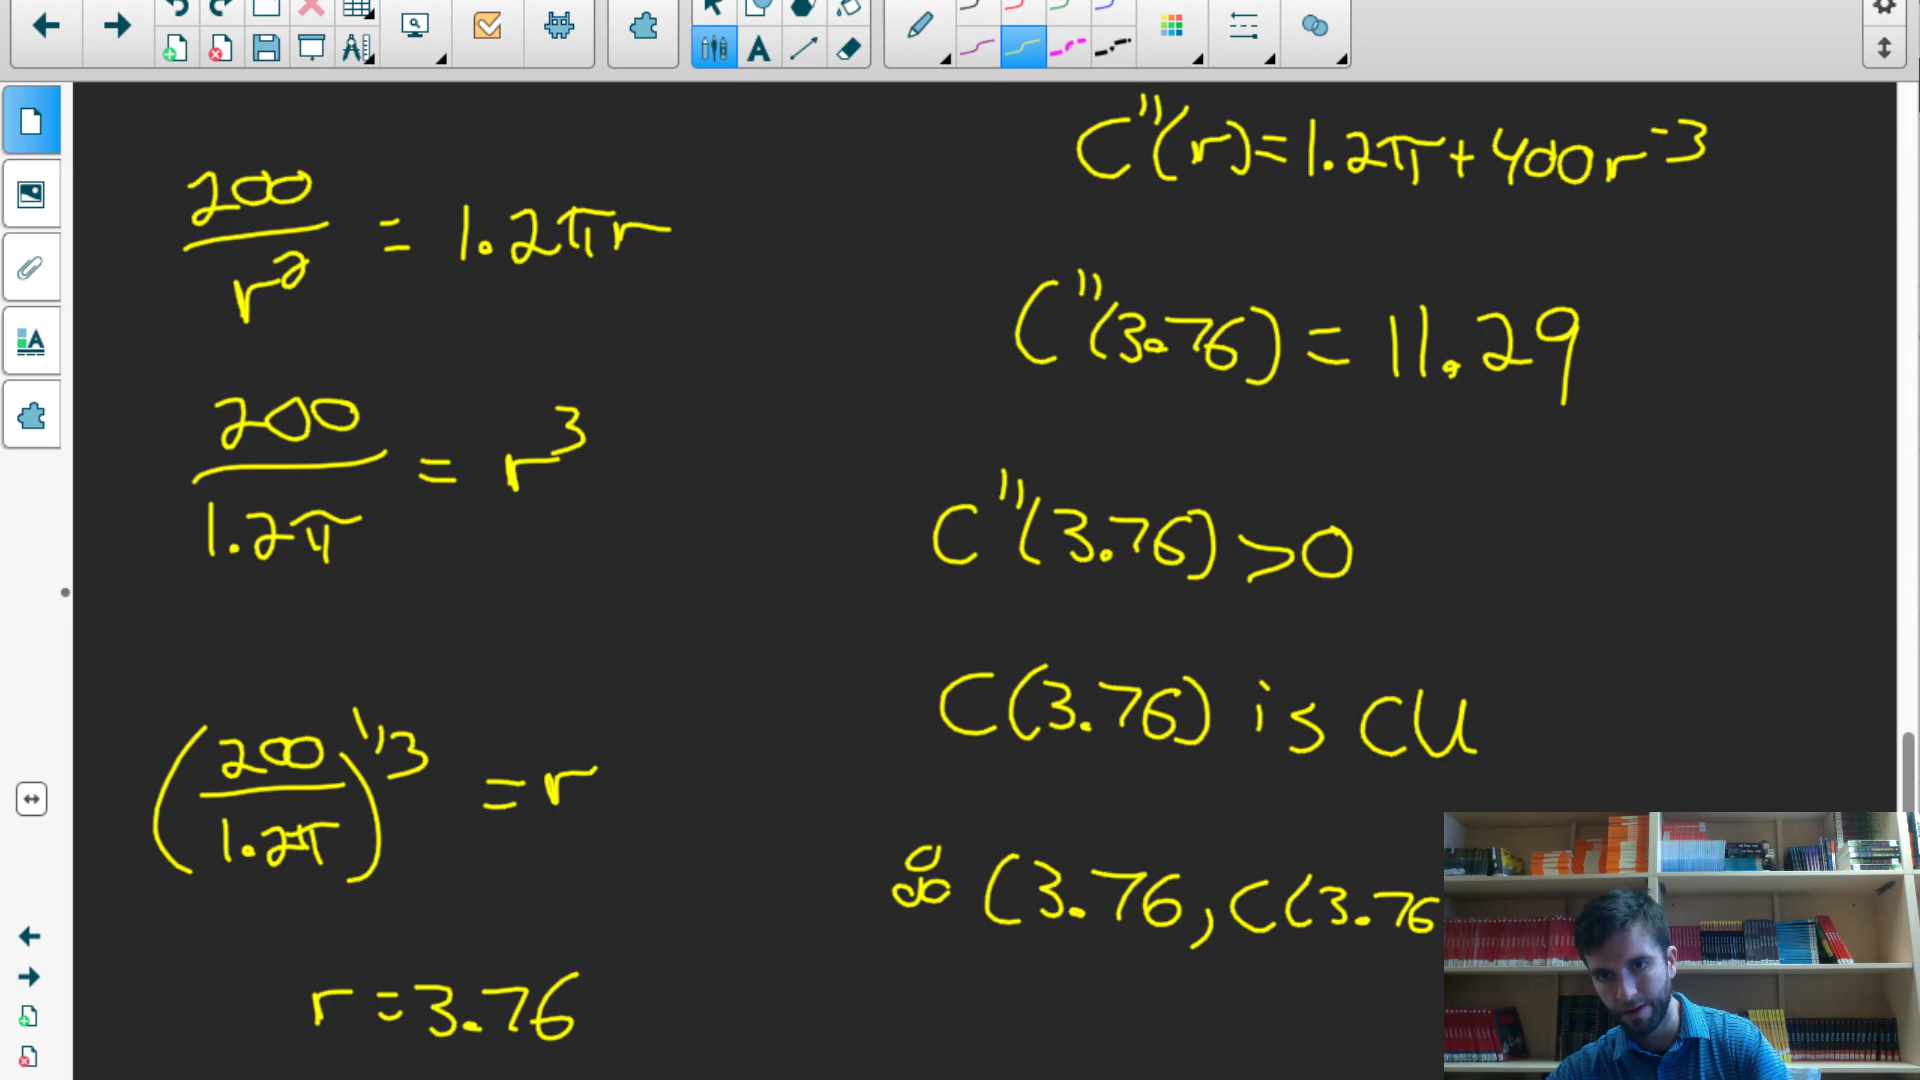 200/r² = 1.2πr
200/1.2π = r³
(200/1.2π)^1/3 = r
r = 3.76
C''(r) = 1.2π + 400r⁻³
C''(3.76) = 11.29
C''(3.76) > 0
C(3.76) is CU
∴ (3.76, C(3.76